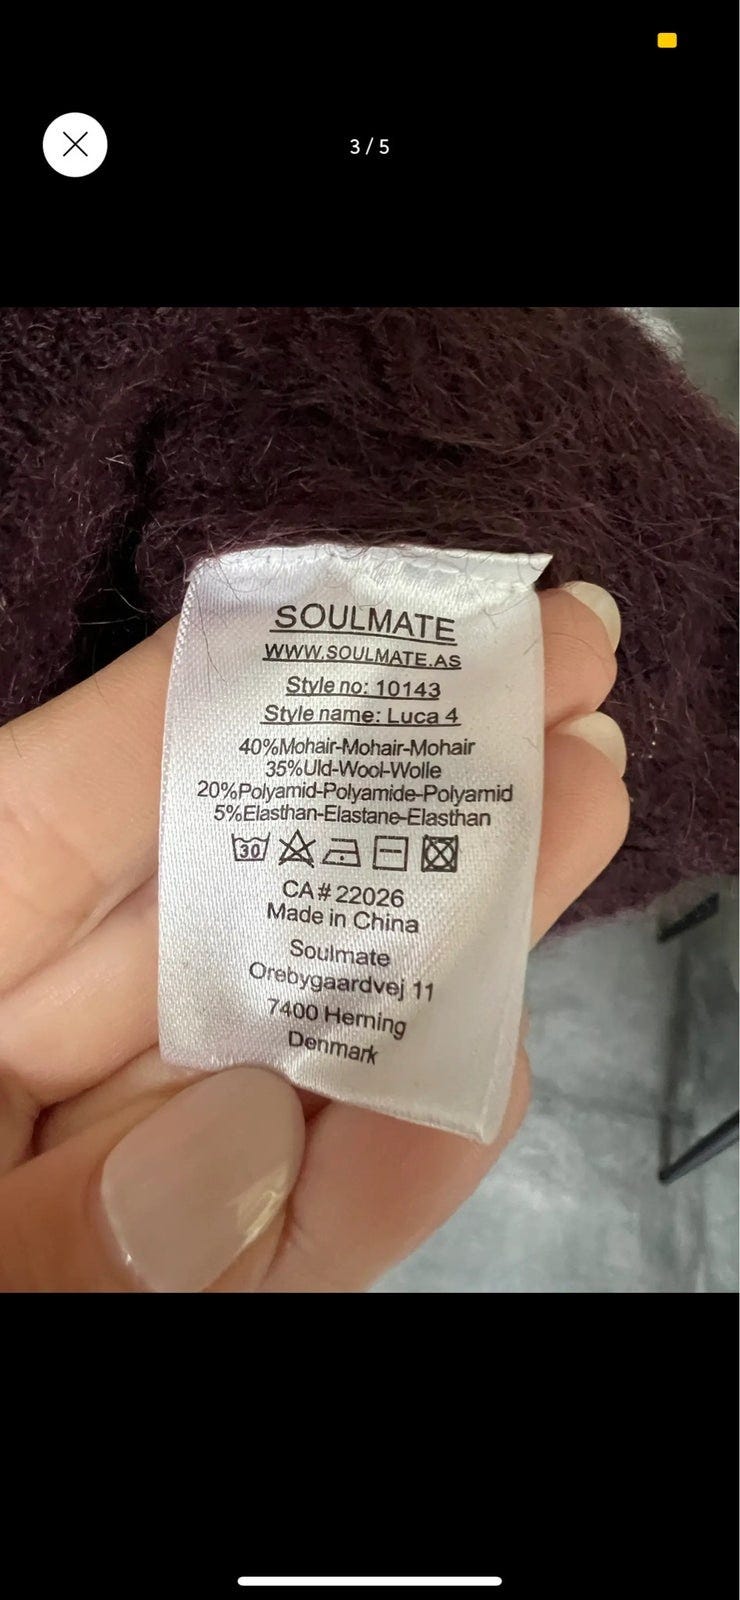 3 / 5
SOULMATE
WWW.SOULMATE.AS
Style no: 10143
Style name: Luca 4
40%Mohair-Mohair-Mohair
35%Uld-Wool-Wolle
20%Polyamid-Polyamide-Polyamid
5%Elasthan-Elastane-Elasthan
30
CA# 22026
Made in China
Soulmate
Orebygaardvej 11
7400 Herning
Denmark